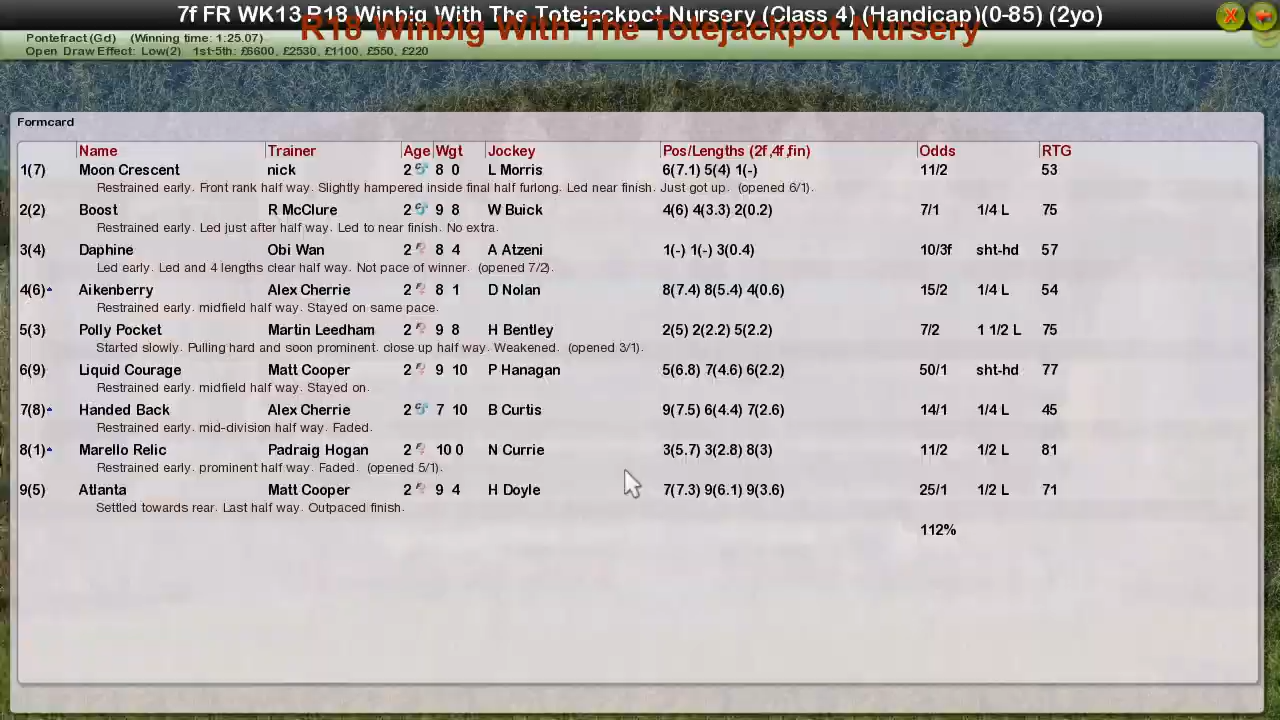 7f FR WK13 R18 Winbig With The Totejackpot Nursery (Class 4) (Handicap)(0-85) (2yo)
R18 Winbig With The Totejackpot Nursery
Pontefract(Gd) (Winning time: 1:25.07)
Open Draw Effect: Low(2) 1st-5th: £6600, £2530, £1100, £550, £220
Formcard
Name Trainer Age Wgt Jockey Pos/Lengths (2f,4f,fin) Odds RTG
1(7) Moon Crescent nick 2 8 0 L Morris 6(7.1) 5(4) 1(-) 11/2 53
Restrained early. Front rank half way. Slightly hampered inside final half furlong. Led near finish. Just got up. (opened 6/1).
2(2) Boost R McClure 2 9 8 W Buick 4(6) 4(3.3) 2(0.2) 7/1 1/4 L 75
Restrained early. Led just after half way. Led to near finish. No extra.
3(4) Daphine Obi Wan 2 8 4 A Atzeni 1(-) 1(-) 3(0.4) 10/3f sht-hd 57
Led early. Led and 4 lengths clear half way. Not pace of winner. (opened 7/2).
4(6) Aikenberry Alex Cherrie 2 8 1 D Nolan 8(7.4) 8(5.4) 4(0.6) 15/2 1/4 L 54
Restrained early. midfield half way. Stayed on same pace.
5(3) Polly Pocket Martin Leedham 2 9 8 H Bentley 2(5) 2(2.2) 5(2.2) 7/2 1 1/2 L 75
Started slowly. Pulling hard and soon prominent. close up half way. Weakened. (opened 3/1).
6(9) Liquid Courage Matt Cooper 2 9 10 P Hanagan 5(6.8) 7(4.6) 6(2.2) 50/1 sht-hd 77
Restrained early. midfield half way. Stayed on.
7(8) Handed Back Alex Cherrie 2 7 10 B Curtis 9(7.5) 6(4.4) 7(2.6) 14/1 1/4 L 45
Restrained early. mid-division half way. Faded.
8(1) Marello Relic Padraig Hogan 2 10 0 N Currie 3(5.7) 3(2.8) 8(3) 11/2 1/2 L 81
Restrained early. prominent half way. Faded. (opened 5/1).
9(5) Atlanta Matt Cooper 2 9 4 H Doyle 7(7.3) 9(6.1) 9(3.6) 25/1 1/2 L 71
Settled towards rear. Last half way. Outpaced finish.
112%